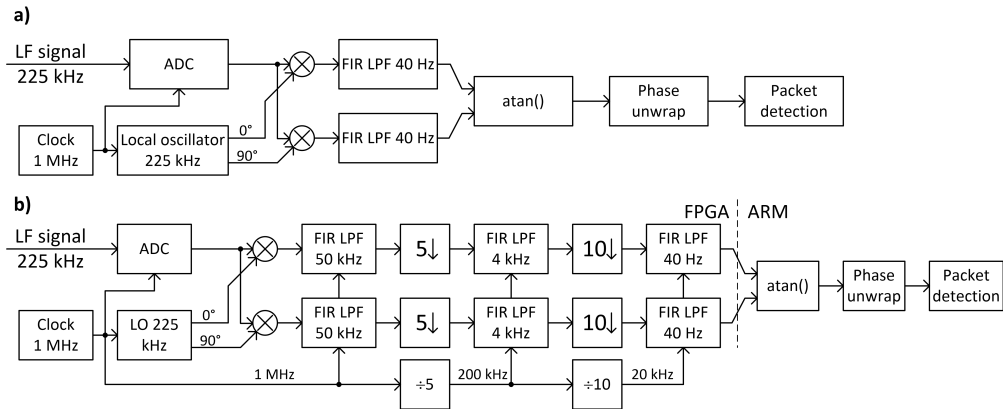 a)
LF signal
225 kHz
ADC
FIR LPF 40 Hz
atan()
Phase
unwrap
Packet
detection
Clock
1 MHz
Local oscillator
225 kHz
0°
90°
FIR LPF 40 Hz
b)
FPGA
ARM
LF signal
225 kHz
ADC
FIR LPF
50 kHz
5↓
FIR LPF
4 kHz
10↓
FIR LPF
40 Hz
atan()
Phase
unwrap
Packet
detection
Clock
1 MHz
LO 225
kHz
0°
90°
FIR LPF
50 kHz
5↓
FIR LPF
4 kHz
10↓
FIR LPF
40 Hz
1 MHz
÷5
200 kHz
÷10
20 kHz